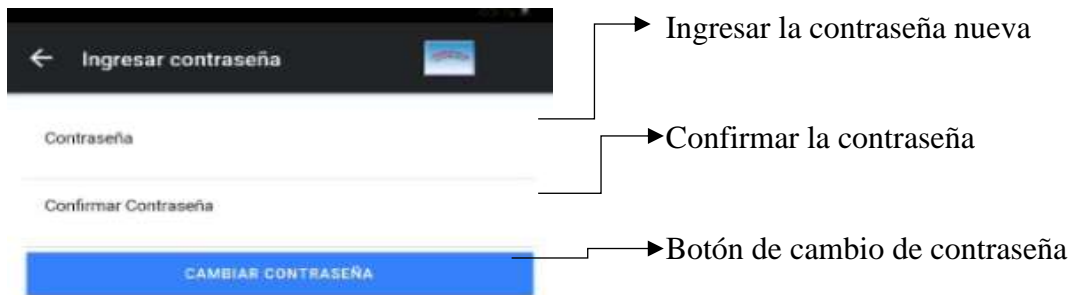 Ingresar la contraseña nueva
Ingresar contraseña
Contraseña
Confirmar la contraseña
Confirmar Contraseña
Botón de cambio de contraseña
CAMBIAR CONTRASEÑA